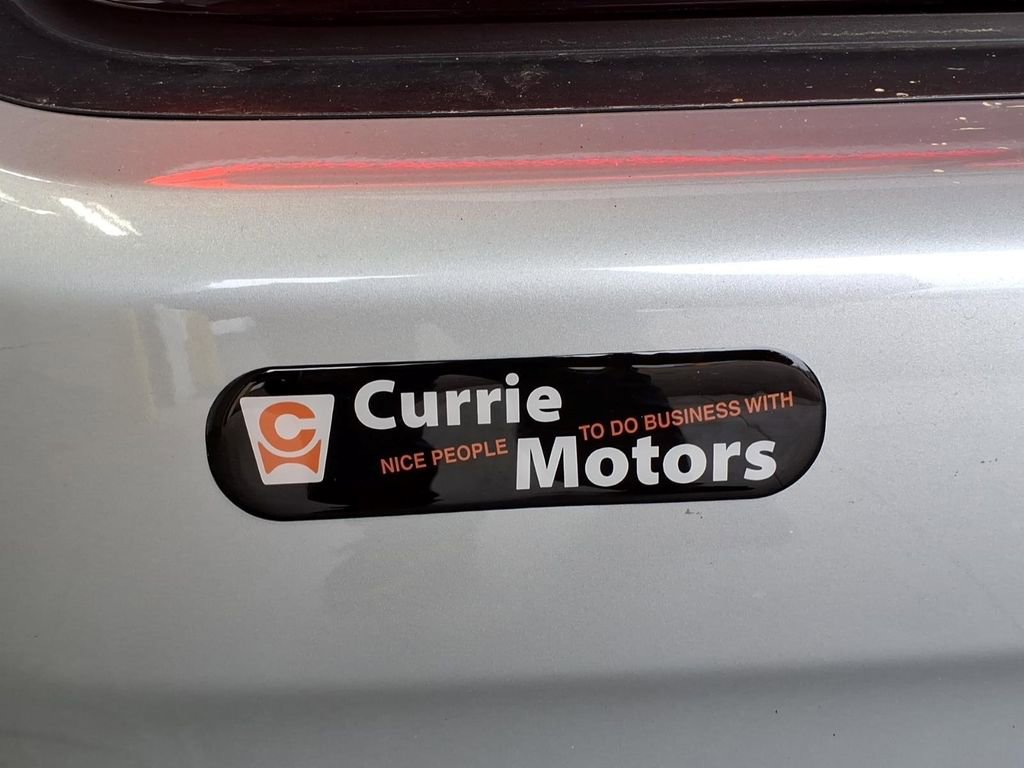 Currie
NICE PEOPLE TO DO BUSINESS WITH
Motors